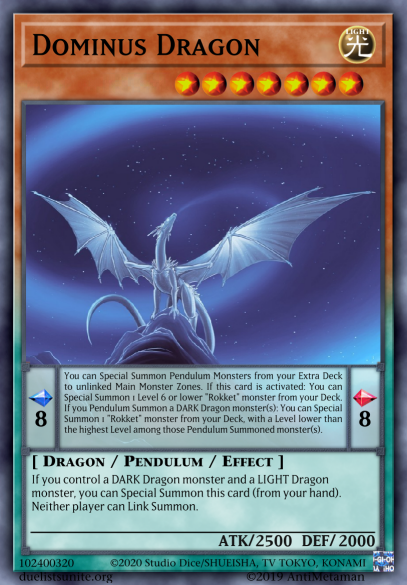 DOMINUS DRAGON
LIGHT
光
You can Special Summon Pendulum Monsters from your Extra Deck
to unlinked Main Monster Zones. If this card is activated: You can
Special Summon 1 Level 6 or lower "Rokket" monster from your Deck.
If you Pendulum Summon a DARK Dragon monster(s): You can Special
Summon 1 "Rokket" monster from your Deck, with a Level lower than
the highest Level among those Pendulum Summoned monster(s).
8
8
[ DRAGON / PENDULUM / EFFECT ]
If you control a DARK Dragon monster and a LIGHT Dragon
monster, you can Special Summon this card (from your hand).
Neither player can Link Summon.
ATK/2500 DEF/2000
102400320
©2020 Studio Dice/SHUEISHA, TV TOKYO, KONAMI
duelistsunite.org
©2019 AntiMetaman